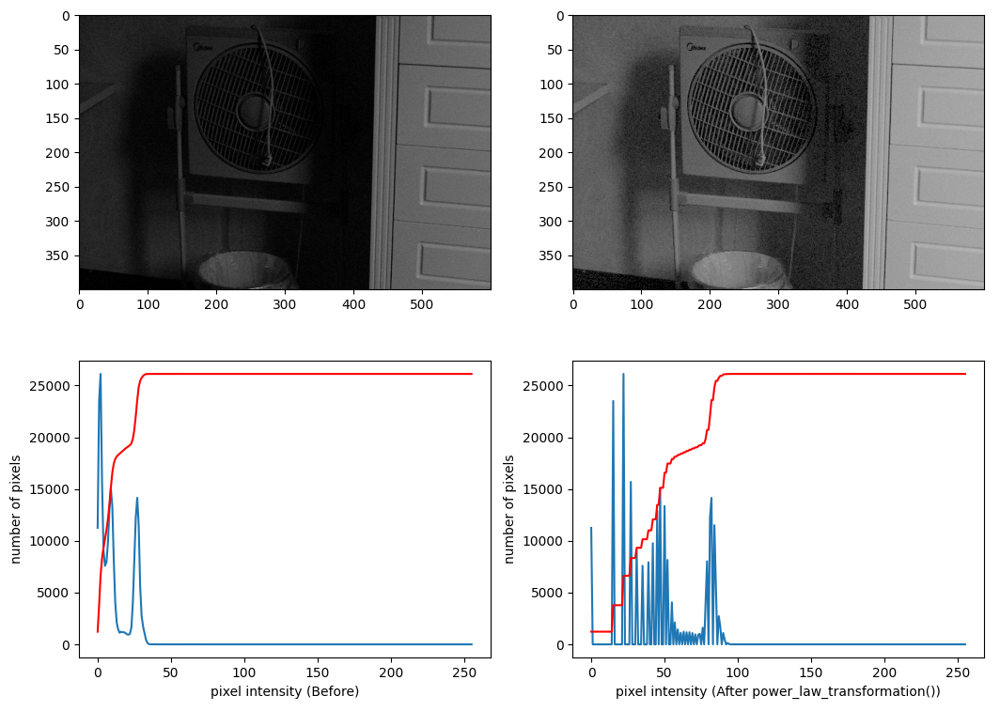 0
50
100
150
200
250
300
350
0 100 200 300 400 500
Midea
0
50
100
150
200
250
300
350
0 100 200 300 400 500
Midea
number of pixels
25000
20000
15000
10000
5000
0
0 50 100 150 200 250
pixel intensity (Before)
number of pixels
25000
20000
15000
10000
5000
0
0 50 100 150 200 250
pixel intensity (After power_law_transformation())